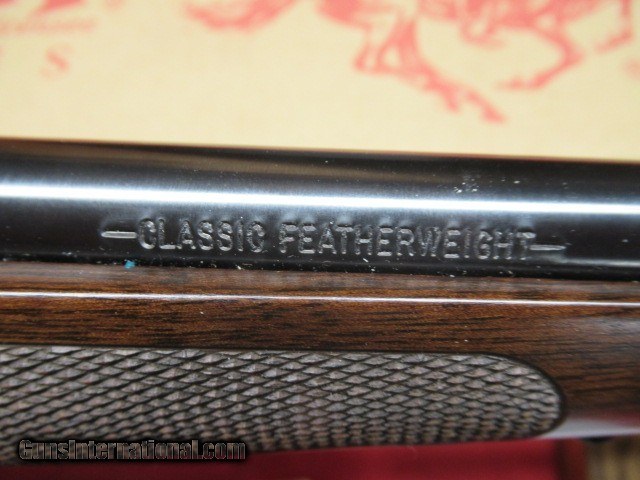 S
—CLASSIC FEATHERWEIGHT—
GunsInternational.com